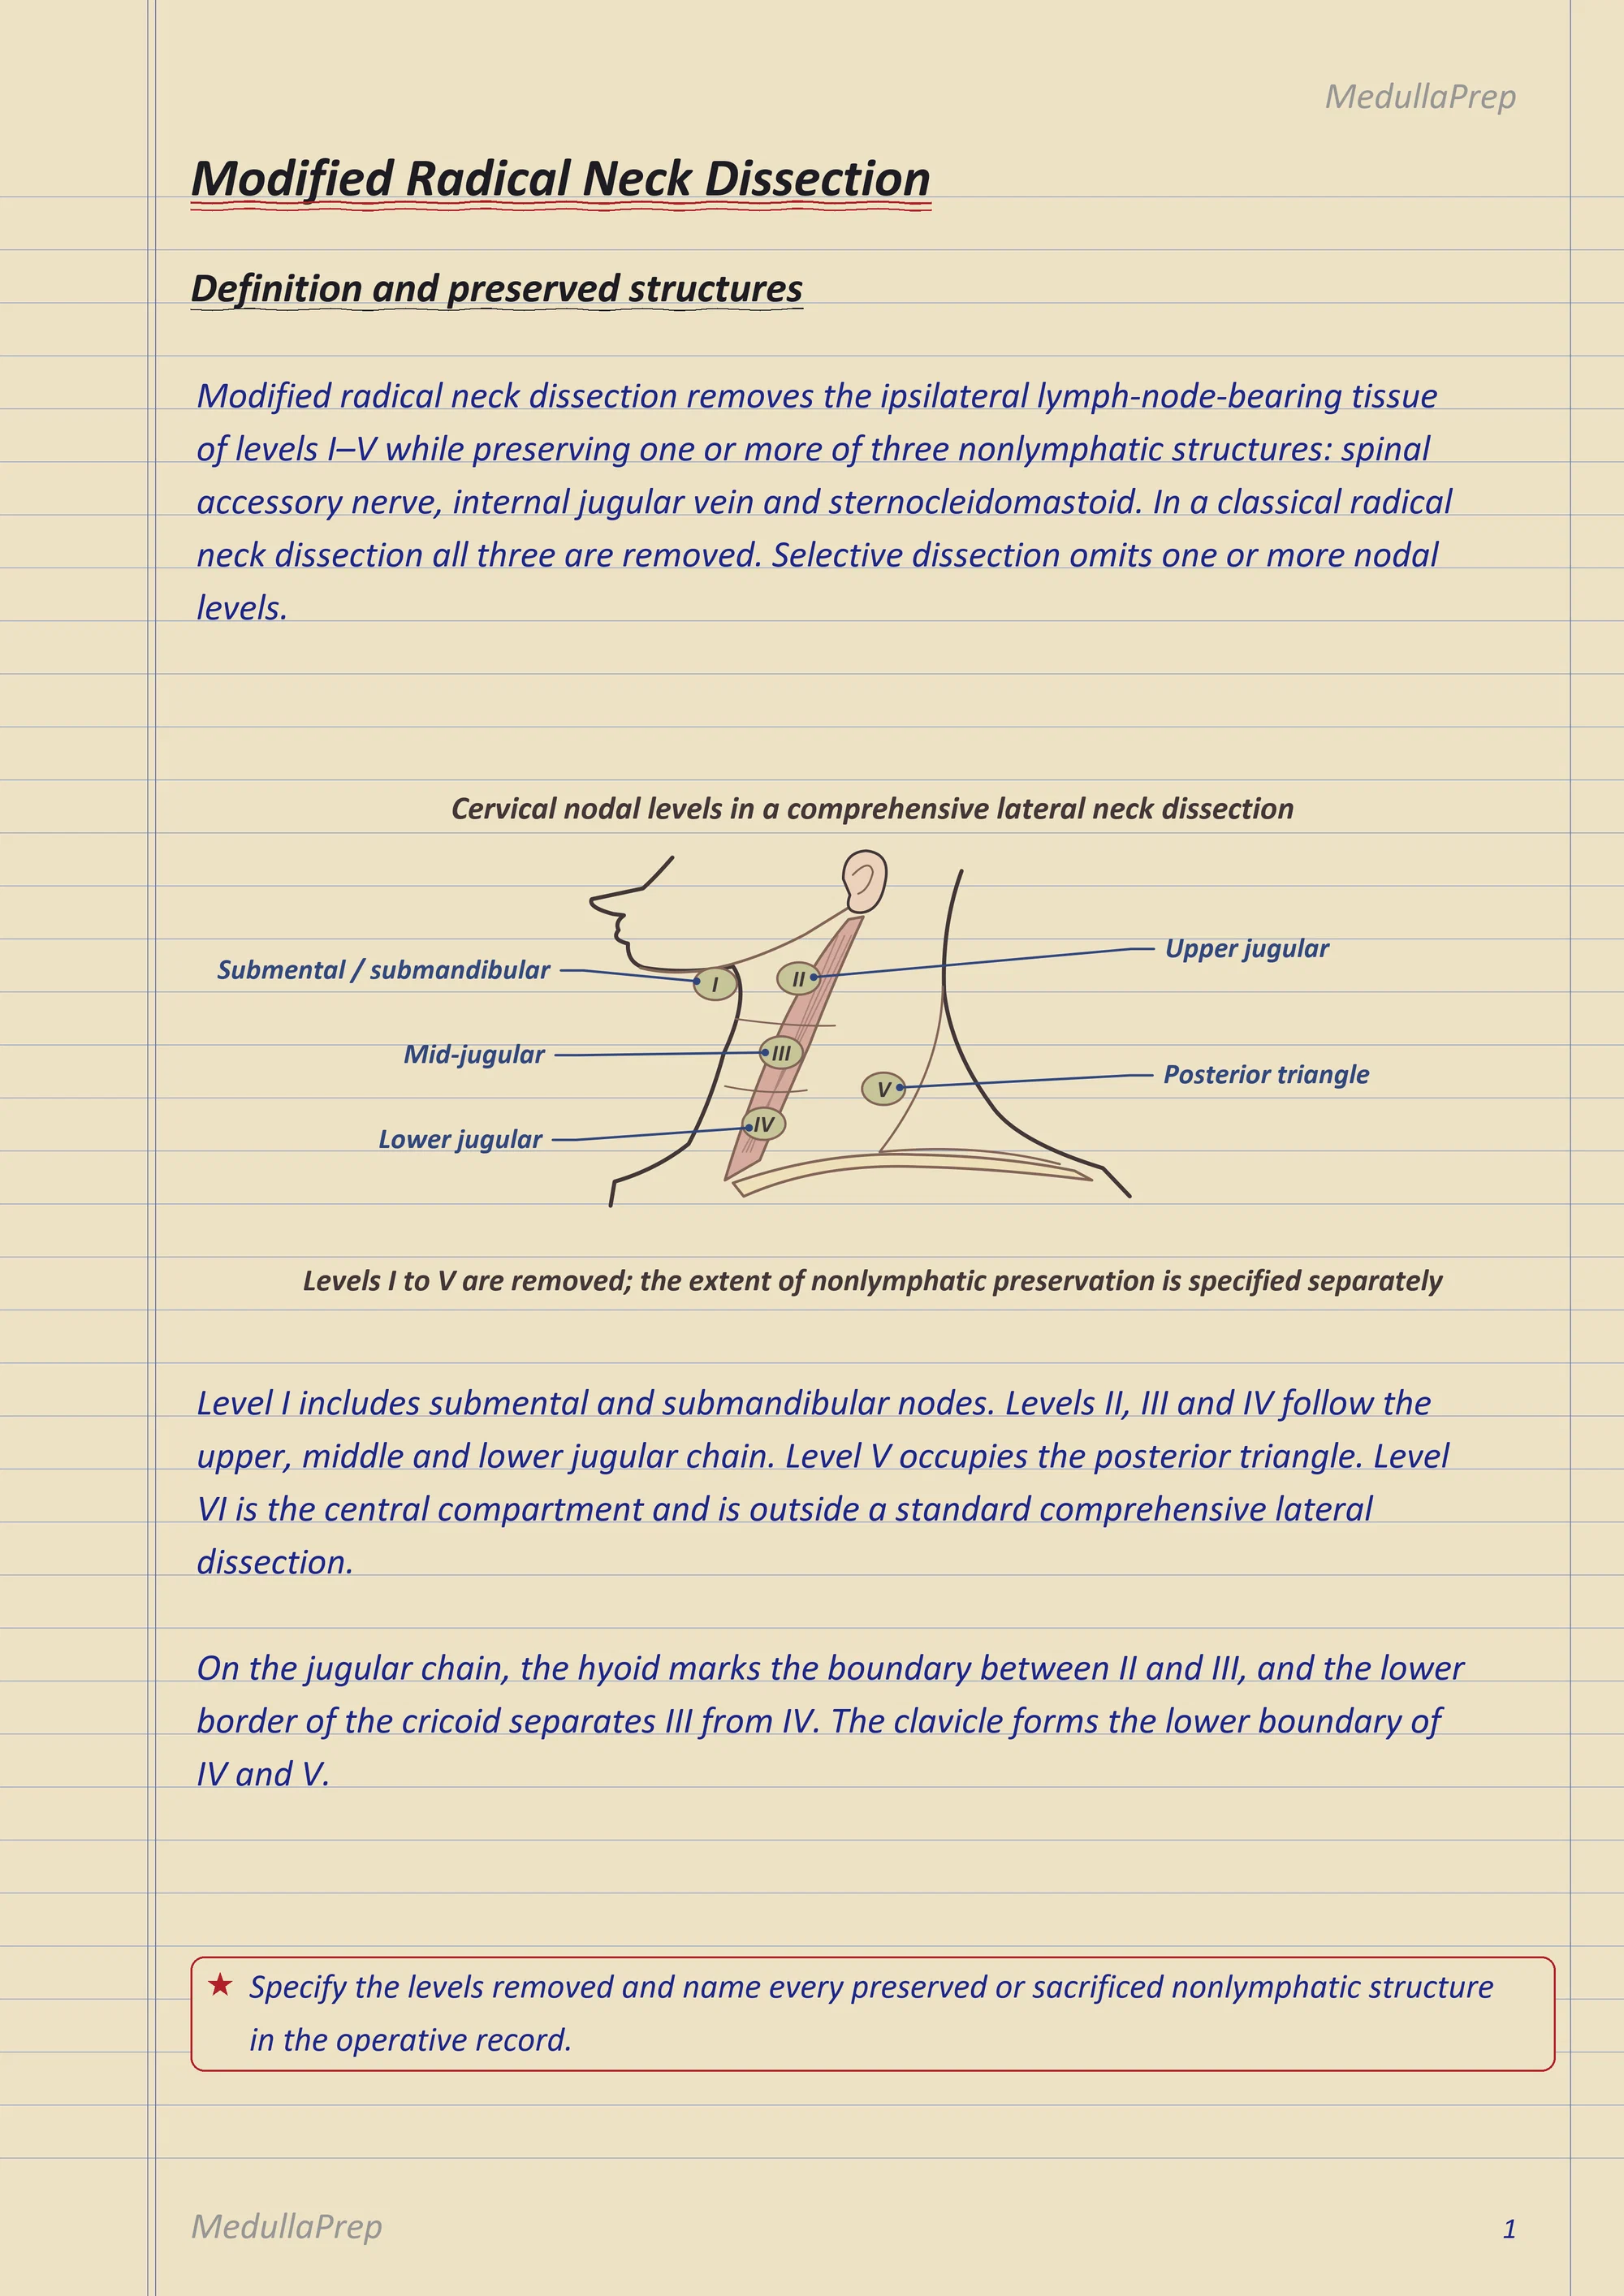 MedullaPrep
Modified Radical Neck Dissection
Definition and preserved structures
Modified radical neck dissection removes the ipsilateral lymph-node-bearing tissue
of levels I–V while preserving one or more of three nonlymphatic structures: spinal
accessory nerve, internal jugular vein and sternocleidomastoid. In a classical radical
neck dissection all three are removed. Selective dissection omits one or more nodal
levels.
Cervical nodal levels in a comprehensive lateral neck dissection
Upper jugular
Submental / submandibular
I
II
Mid-jugular
III
Posterior triangle
V
Lower jugular
IV
Levels I to V are removed; the extent of nonlymphatic preservation is specified separately
Level I includes submental and submandibular nodes. Levels II, III and IV follow the
upper, middle and lower jugular chain. Level V occupies the posterior triangle. Level
VI is the central compartment and is outside a standard comprehensive lateral
dissection.
On the jugular chain, the hyoid marks the boundary between II and III, and the lower
border of the cricoid separates III from IV. The clavicle forms the lower boundary of
IV and V.
★ Specify the levels removed and name every preserved or sacrificed nonlymphatic structure
in the operative record.
MedullaPrep
1